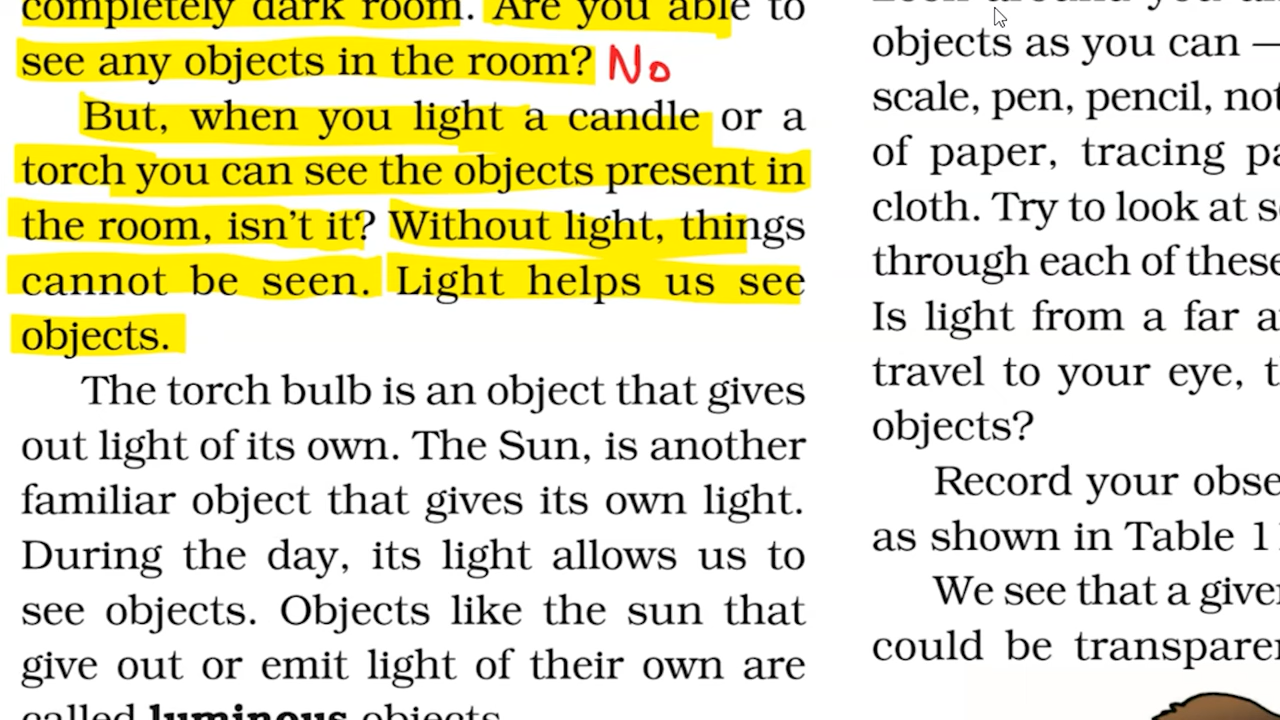 completely dark room. Are you able to
see any objects in the room? No
But, when you light a candle or a
torch you can see the objects present in
the room, isn't it? Without light, things
cannot be seen. Light helps us see
objects.
The torch bulb is an object that gives
out light of its own. The Sun, is another
familiar object that gives its own light.
During the day, its light allows us to
see objects. Objects like the sun that
give out or emit light of their own are
called luminous objects.
around you
objects as you can —
scale, pen, pencil,
of paper, tracing
cloth. Try to look at
through each of these
Is light from a far
travel to your eye,
objects?
Record your
as shown in Table
We see that a
could be